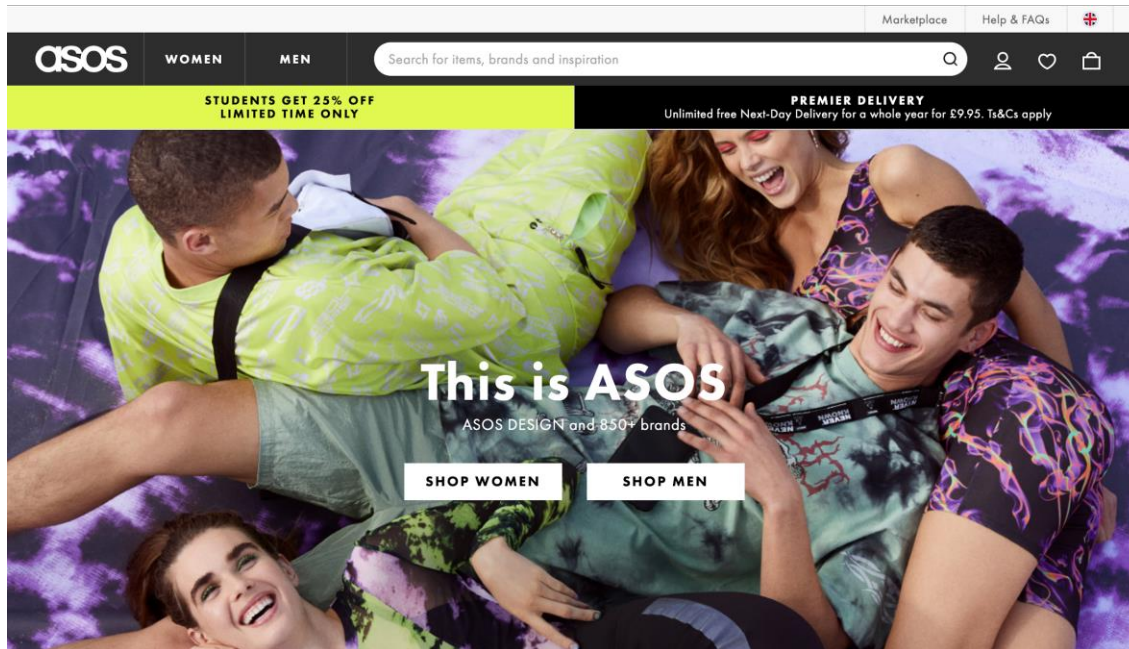 Marketplace
Help & FAQs
asos
WOMEN
MEN
Search for items, brands and inspiration
STUDENTS GET 25% OFF
LIMITED TIME ONLY
PREMIER DELIVERY
Unlimited free Next-Day Delivery for a whole year for £9.95. Ts&Cs apply
This is ASOS
ASOS DESIGN and 850+ brands
SHOP WOMEN
SHOP MEN
NEVER
KNOWN